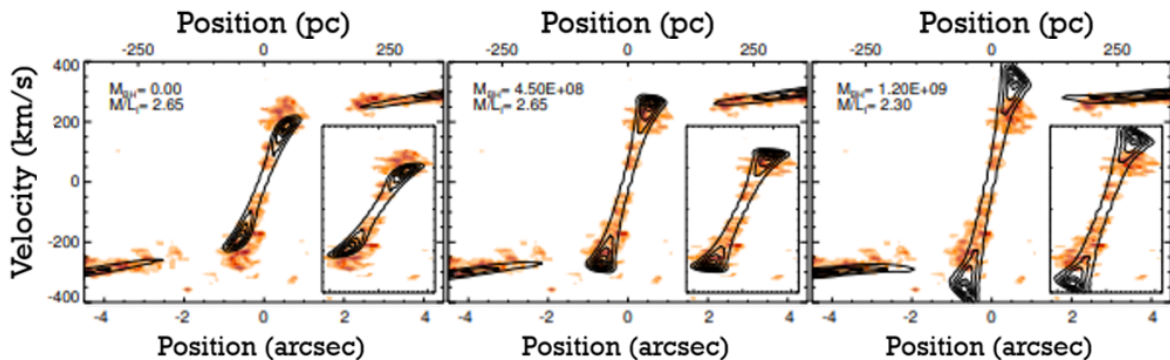 Position (pc) Position (pc) Position (pc)
-250 0 250 -250 0 250 -250 0 250
Velocity (km/s)
400
200
0
-200
-400
M_BH= 0.00
M/L_i= 2.65
M_BH= 4.50E+08
M/L_i= 2.65
M_BH= 1.20E+09
M/L_i= 2.30
-4 -2 0 2 4 -4 -2 0 2 4 -4 -2 0 2 4
Position (arcsec) Position (arcsec) Position (arcsec)